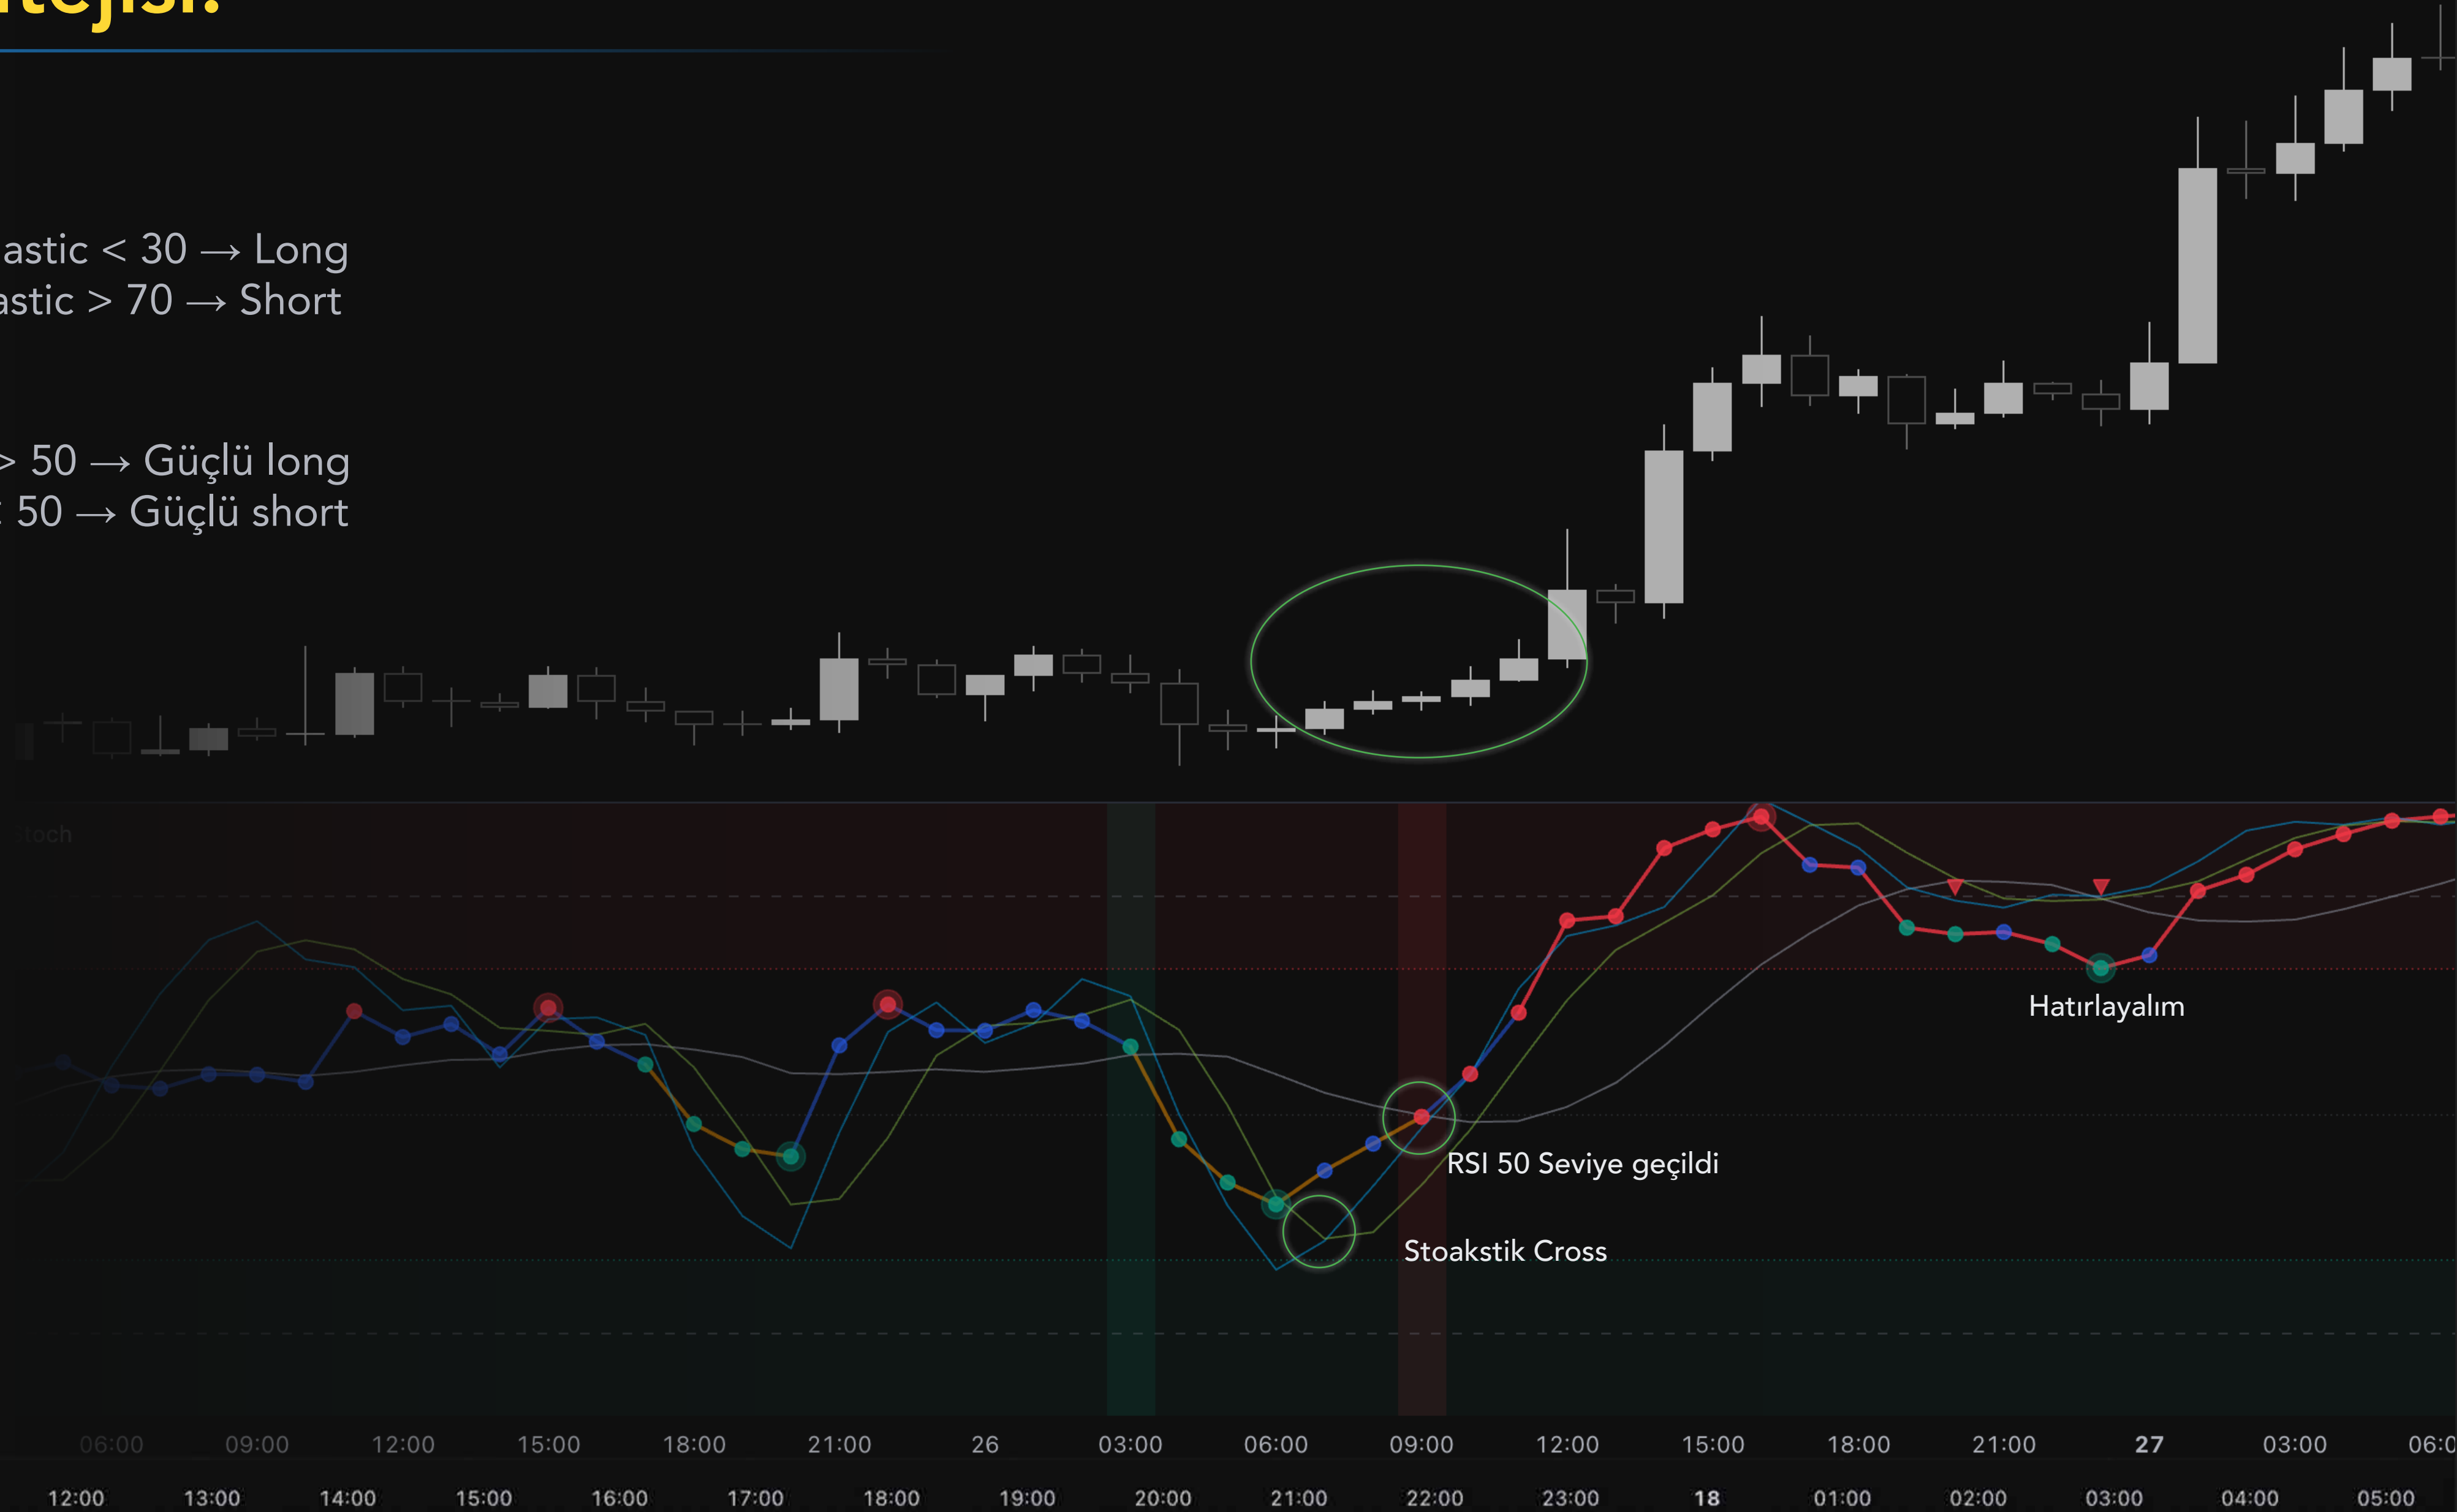 tejisi.
astic < 30 → Long
astic > 70 → Short
> 50 → Güçlü long
50 → Güçlü short
toch
Hatırlayalım
RSI 50 Seviye geçildi
Stoakstik Cross
06:00 09:00 12:00 15:00 18:00 21:00 26 03:00 06:00 09:00 12:00 15:00 18:00 21:00 27 03:00 06:0
12:00 13:00 14:00 15:00 16:00 17:00 18:00 19:00 20:00 21:00 22:00 23:00 18 01:00 02:00 03:00 04:00 05:00